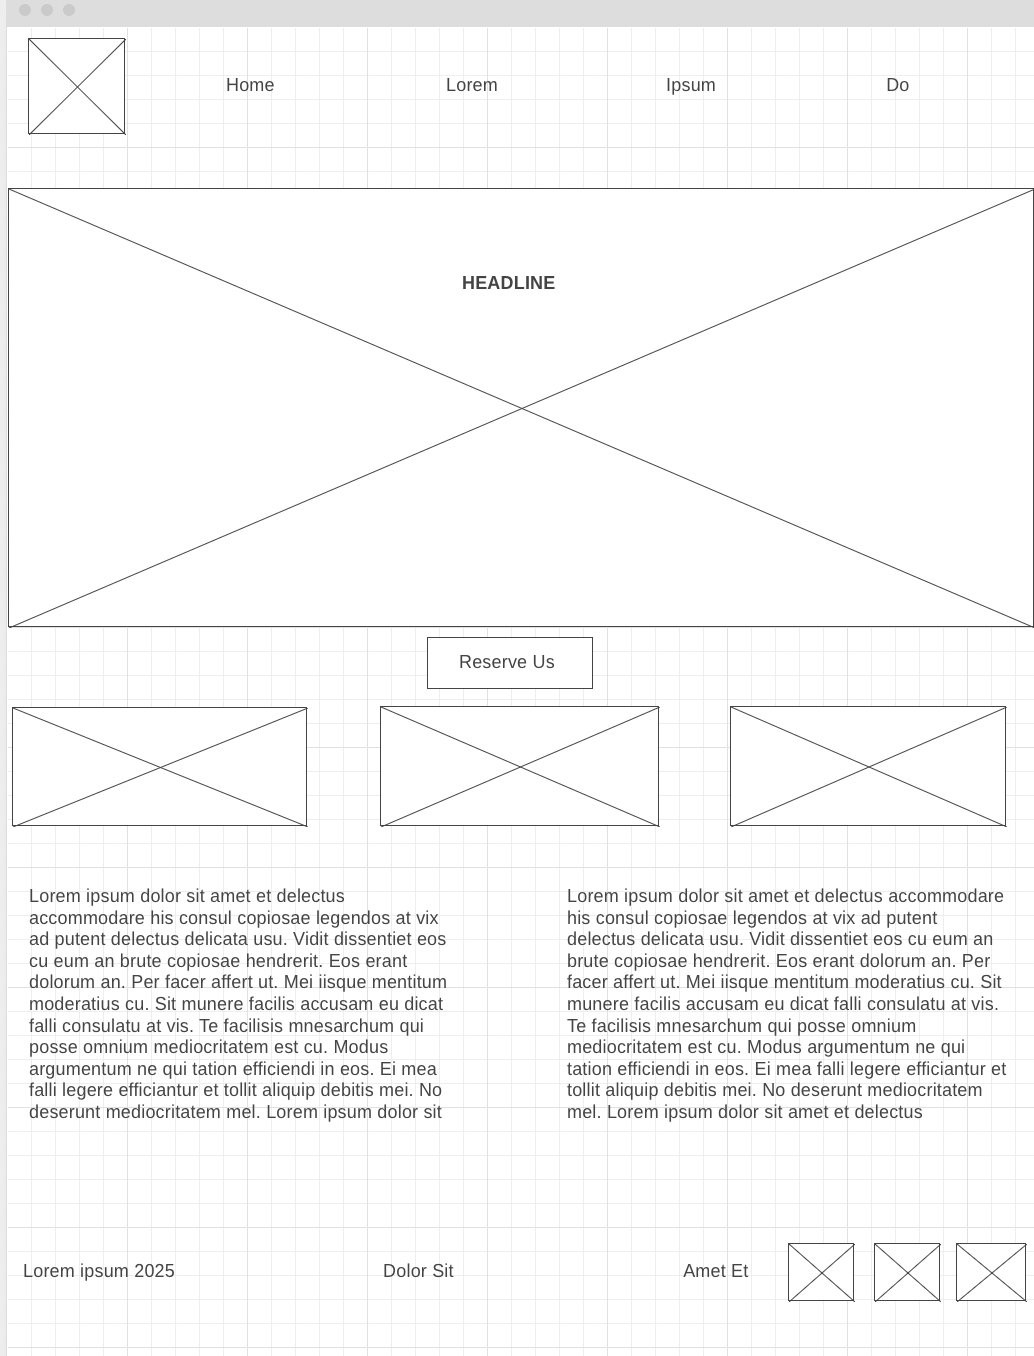 Home Lorem Ipsum Do
HEADLINE
Reserve Us
Lorem ipsum dolor sit amet et delectus
accommodare his consul copiosae legendos at vix
ad putent delectus delicata usu. Vidit dissentiet eos
cu eum an brute copiosae hendrerit. Eos erant
dolorum an. Per facer affert ut. Mei iisque mentitum
moderatius cu. Sit munere facilis accusam eu dicat
falli consulatu at vis. Te facilisis mnesarchum qui
posse omnium mediocritatem est cu. Modus
argumentum ne qui tation efficiendi in eos. Ei mea
falli legere efficiantur et tollit aliquip debitis mei. No
deserunt mediocritatem mel. Lorem ipsum dolor sit
Lorem ipsum dolor sit amet et delectus accommodare
his consul copiosae legendos at vix ad putent
delectus delicata usu. Vidit dissentiet eos cu eum an
brute copiosae hendrerit. Eos erant dolorum an. Per
facer affert ut. Mei iisque mentitum moderatius cu. Sit
munere facilis accusam eu dicat falli consulatu at vis.
Te facilisis mnesarchum qui posse omnium
mediocritatem est cu. Modus argumentum ne qui
tation efficiendi in eos. Ei mea falli legere efficiantur et
tollit aliquip debitis mei. No deserunt mediocritatem
mel. Lorem ipsum dolor sit amet et delectus
Lorem ipsum 2025 Dolor Sit Amet Et